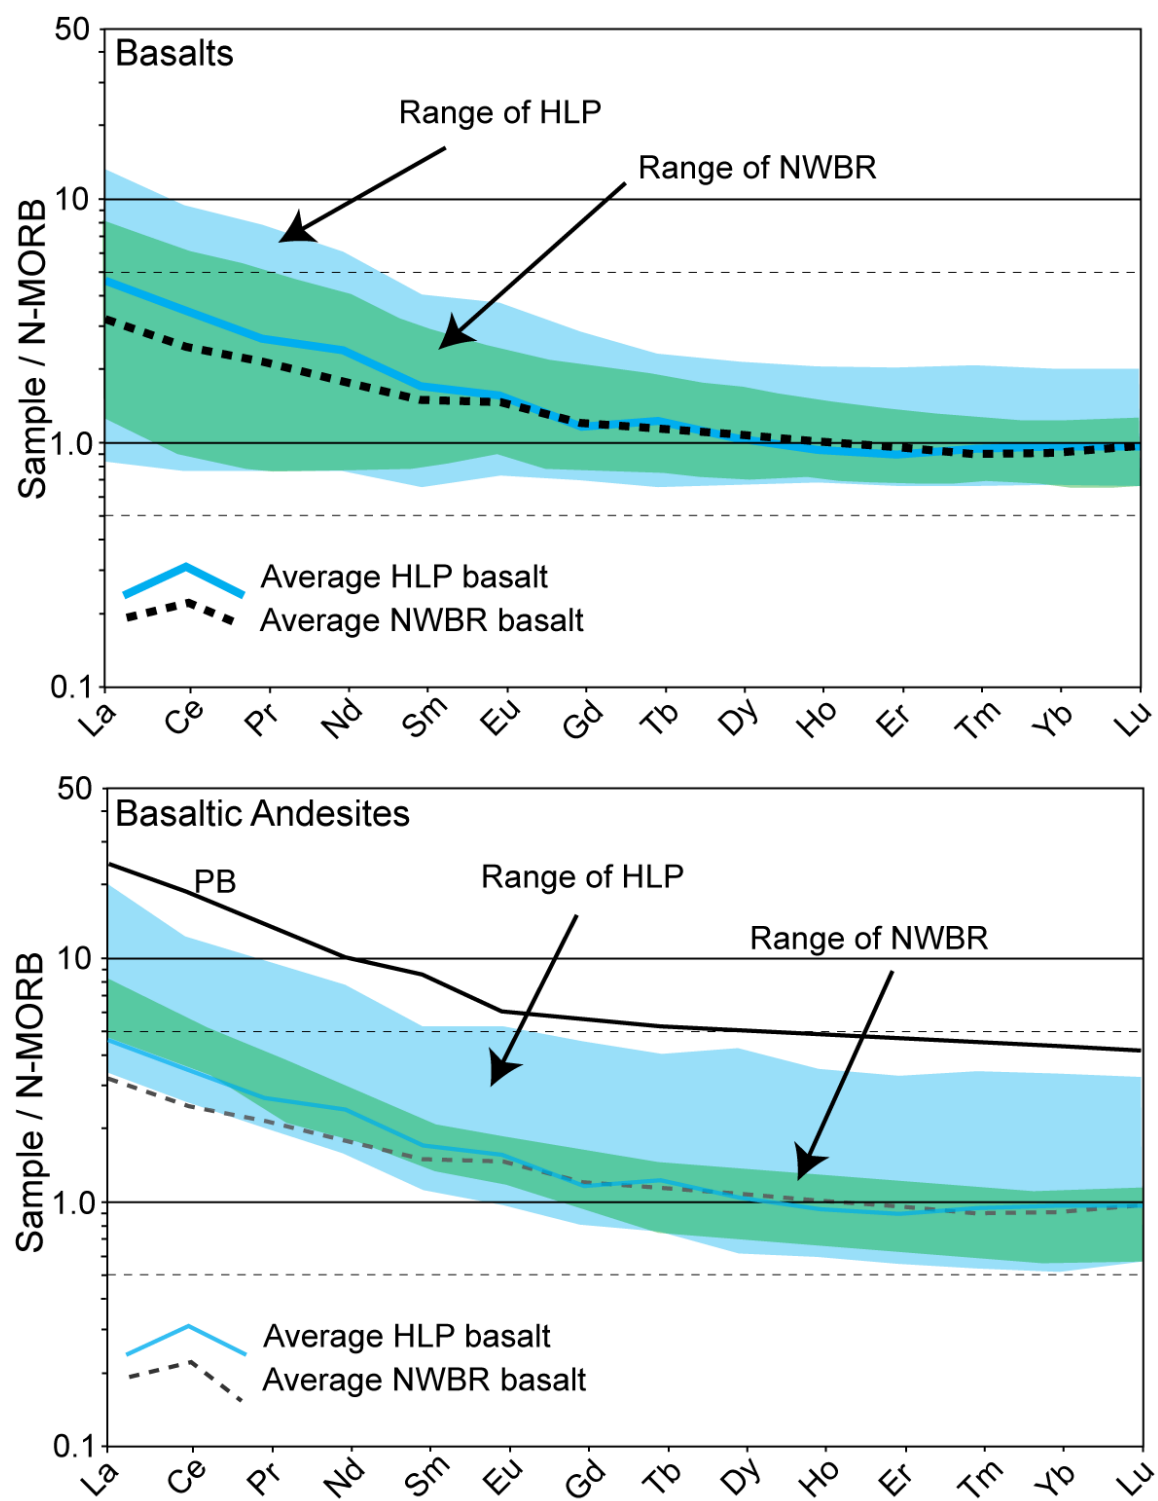 50
Basalts
Range of HLP
Range of NWBR
10
Sample / N-MORB
1.0
Average HLP basalt
Average NWBR basalt
0.1
La Ce Pr Nd Sm Eu Gd Tb Dy Ho Er Tm Yb Lu
50
Basaltic Andesites
PB
Range of HLP
Range of NWBR
10
Sample / N-MORB
1.0
Average HLP basalt
Average NWBR basalt
0.1
La Ce Pr Nd Sm Eu Gd Tb Dy Ho Er Tm Yb Lu